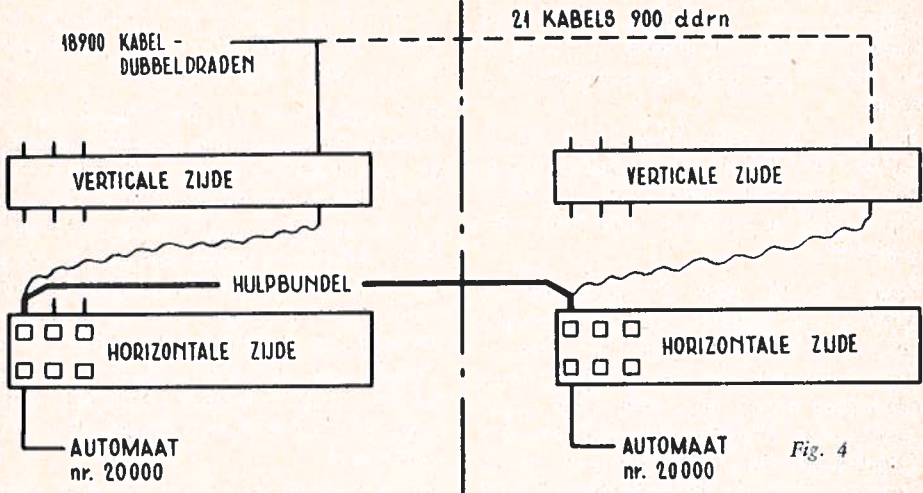 18900 KABEL-
DUBBELDRADEN
21 KABELS 900 ddrn
VERTICALE ZIJDE
VERTICALE ZIJDE
HULPBUNDEL
HORIZONTALE ZIJDE
HORIZONTALE ZIJDE
AUTOMAAT
nr. 20000
AUTOMAAT
nr. 20000
Fig. 4